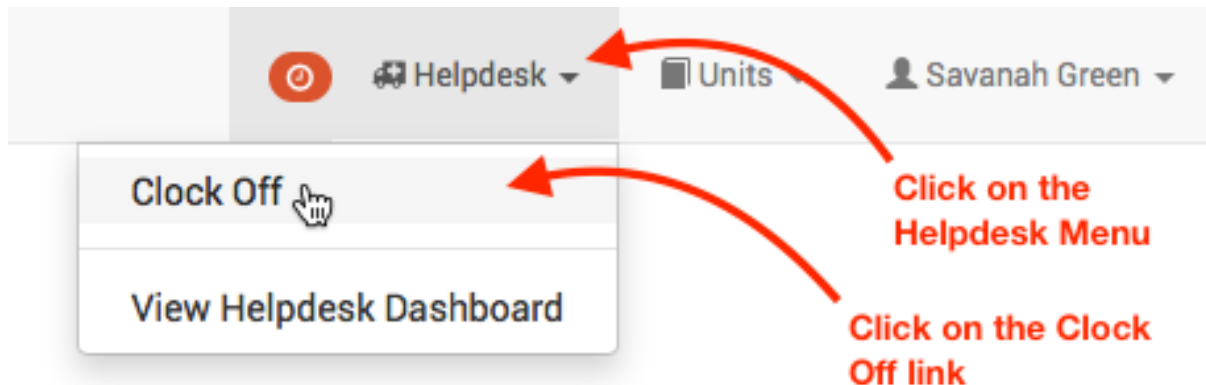 Helpdesk Units Savanah Green
Clock Off
Click on the
Helpdesk Menu
View Helpdesk Dashboard
Click on the Clock
Off link